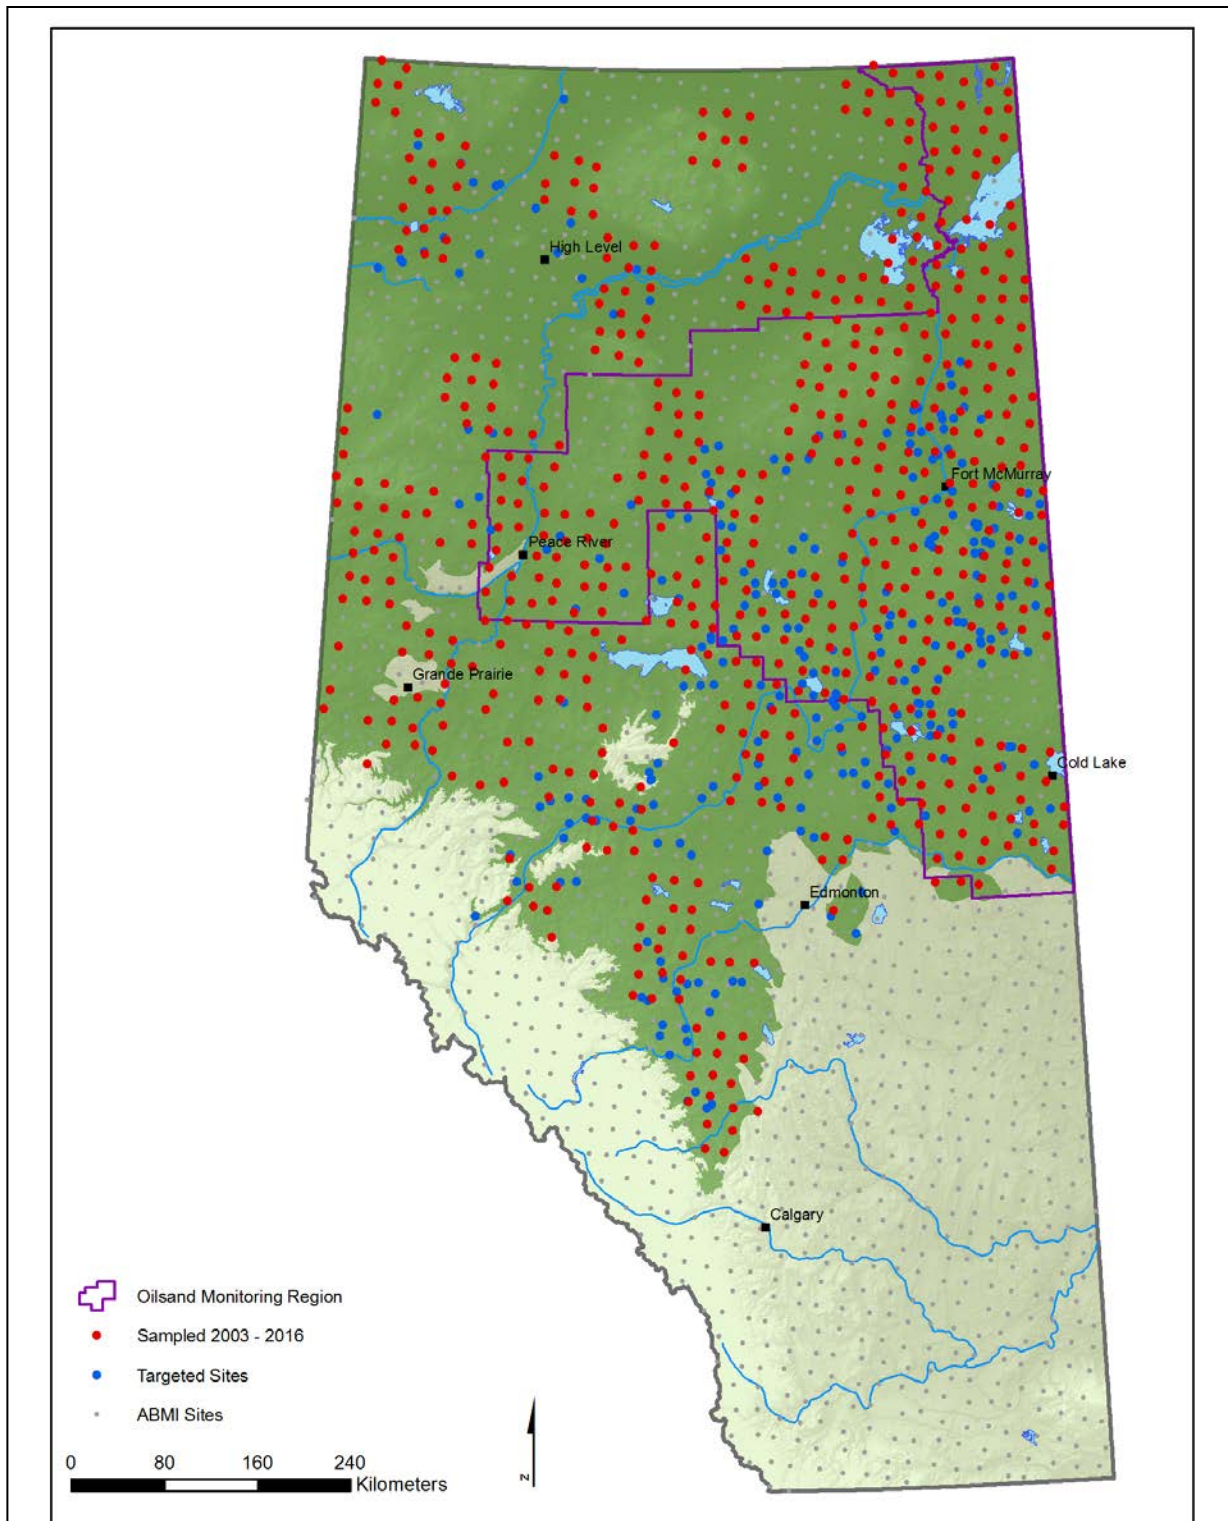 High Level
Fort McMurray
Peace River
Grande Prairie
Cold Lake
Edmonton
Calgary
Oilsand Monitoring Region
Sampled 2003 - 2016
Targeted Sites
ABMI Sites
0 80 160 240
Kilometers
N